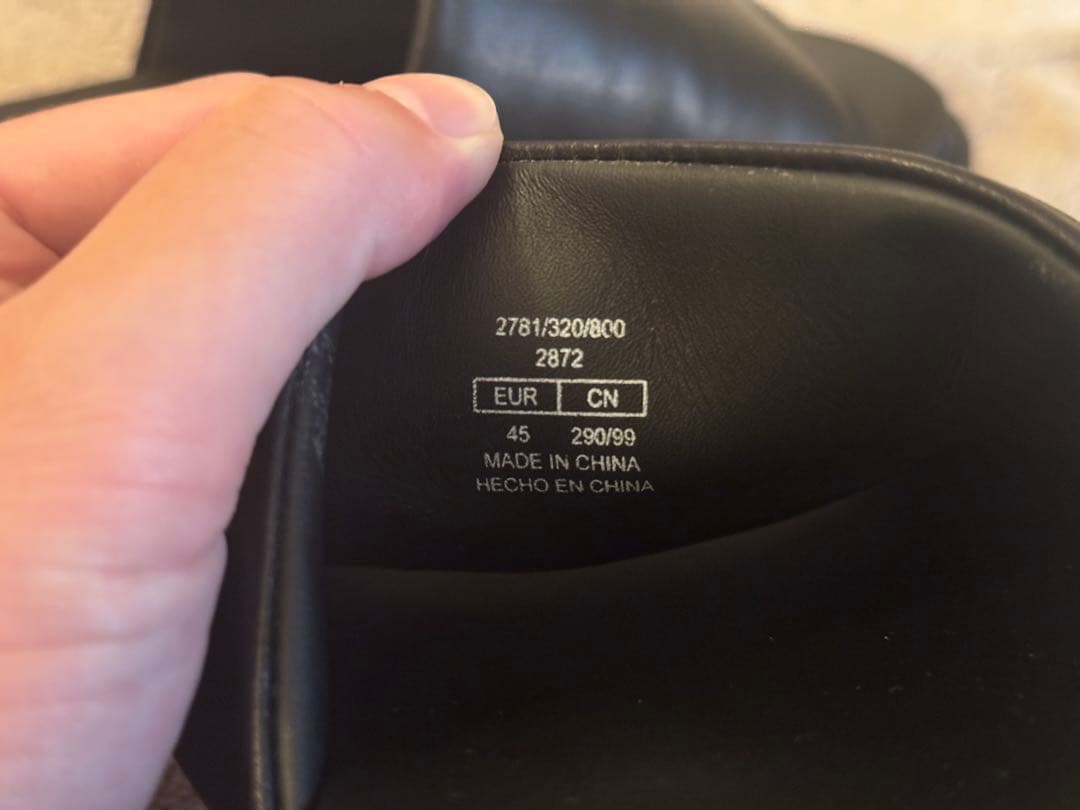 2781/320/800
2872
EUR CN
45 290/99
MADE IN CHINA
HECHO EN CHINA